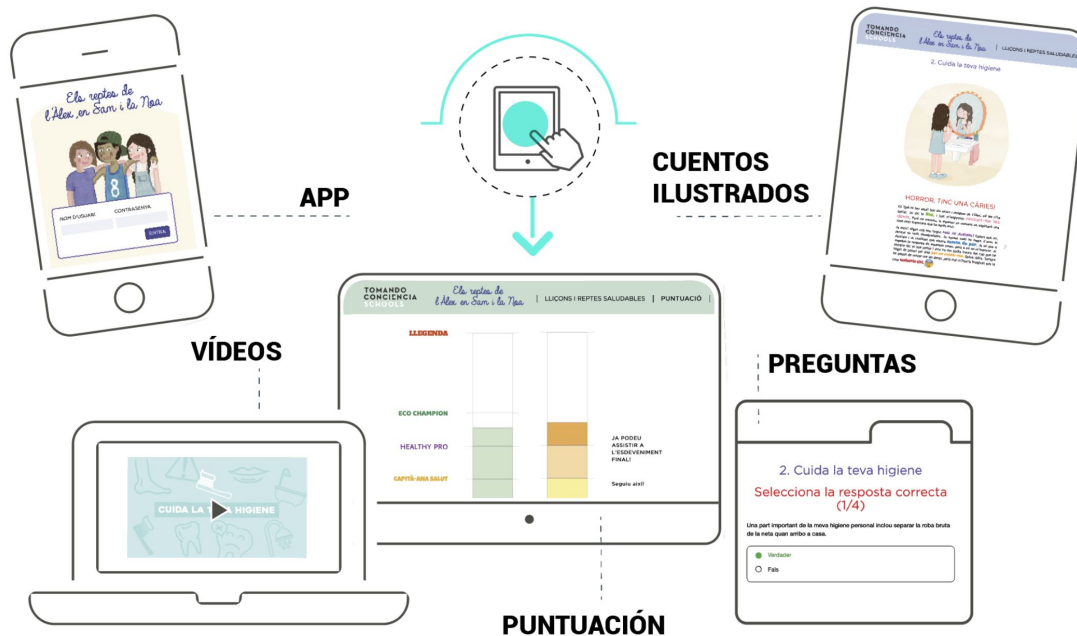 Els reptes de
l'Àlex, en Sam i la Noa
8
NOM D'USUARI
CONTRASENYA
ENTRA
APP
CUENTOS
ILUSTRADOS
TOMANDO
CONCIENCIA
SCHOOLS
Els reptes de
l'Àlex, en Sam i la Noa
| LLIÇONS I REPTES SALUDABLES
2. Cuida la teva higiene
HORROR, TINC UNA CÀRIES!
VÍDEOS
CUIDA LA TEVA HIGIENE
TOMANDO
CONCIENCIA
SCHOOLS
Els reptes de
l'Àlex, en Sam i la Noa
| LLIÇONS I REPTES SALUDABLES | PUNTUACIÓ |
LLEGENDA
ECO CHAMPION
HEALTHY PRO
CAPITÀ-ANA SALUT
JA PODEU
ASSISTIR A
L'ESDEVENIMENT
FINAL!
Seguiu així!
PUNTUACIÓN
PREGUNTAS
2. Cuida la teva higiene
Selecciona la resposta correcta
(1/4)
Una part important de la meva higiene personal inclou separar la roba bruta
de la neta quan arribo a casa.
Verdader
Fals